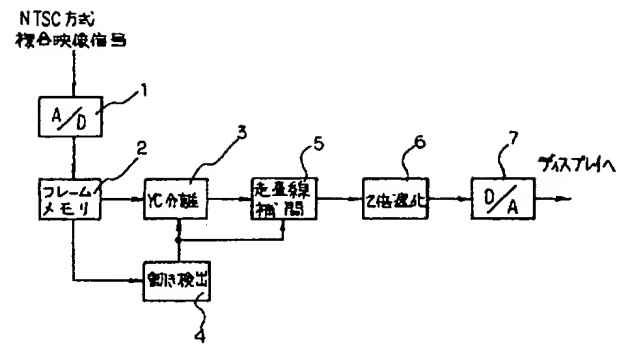 NTSC方式
複合映像信号
1
A/D
2
3
5
6
7
フレーム
メモリ
YC分離
走査線
補間
2倍速化
D/A
ディスプレイへ
動き検出
4